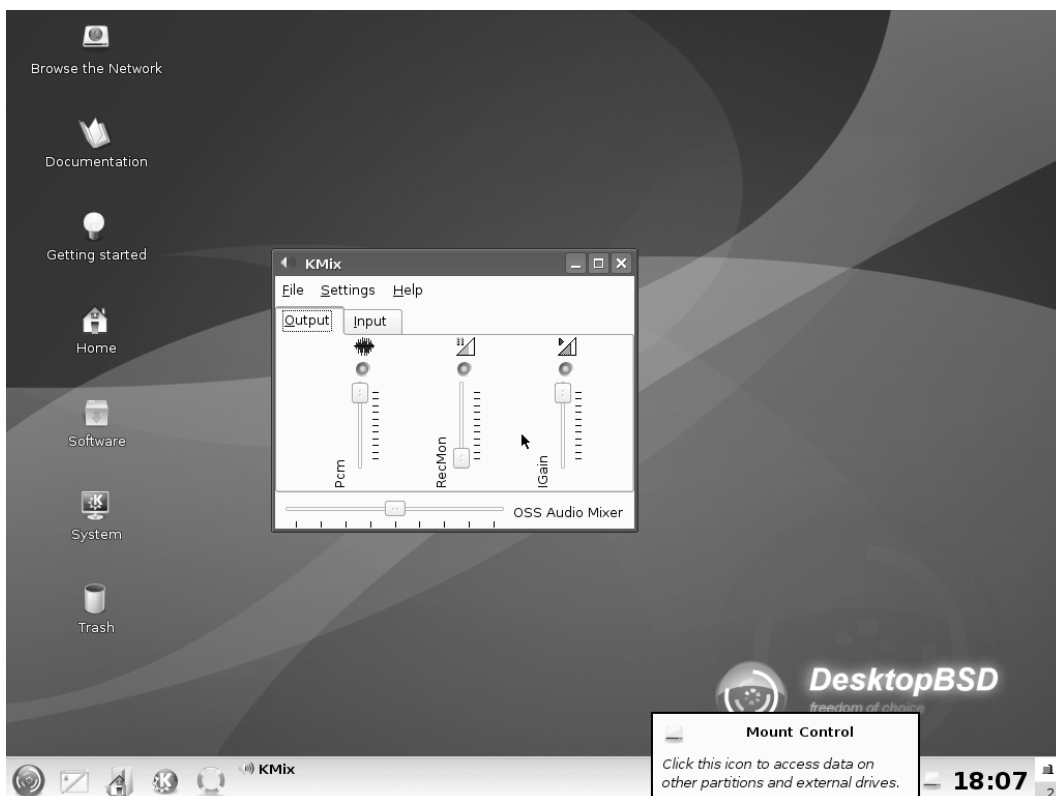 Browse the Network
Documentation
Getting started
Home
Software
System
Trash
KMix
File Settings Help
Output Input
Pcm
RecMon
IGain
OSS Audio Mixer
DesktopBSD
freedom of choice
Mount Control
Click this icon to access data on
other partitions and external drives.
KMix
18:07
1
2